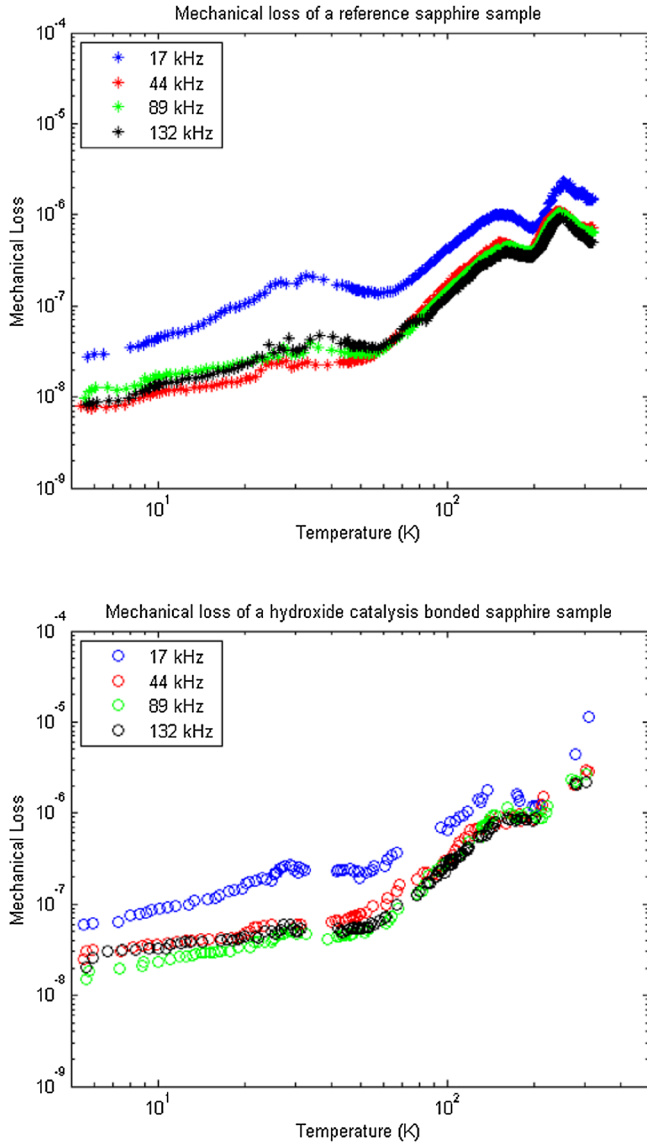 Mechanical loss of a reference sapphire sample
10^-4
17 kHz
44 kHz
89 kHz
132 kHz
10^-5
10^-6
10^-7
10^-8
10^-9
Mechanical Loss
10^1
10^2
Temperature (K)
Mechanical loss of a hydroxide catalysis bonded sapphire sample
10^-4
17 kHz
44 kHz
89 kHz
132 kHz
10^-5
10^-6
10^-7
10^-8
10^-9
Mechanical Loss
10^1
10^2
Temperature (K)